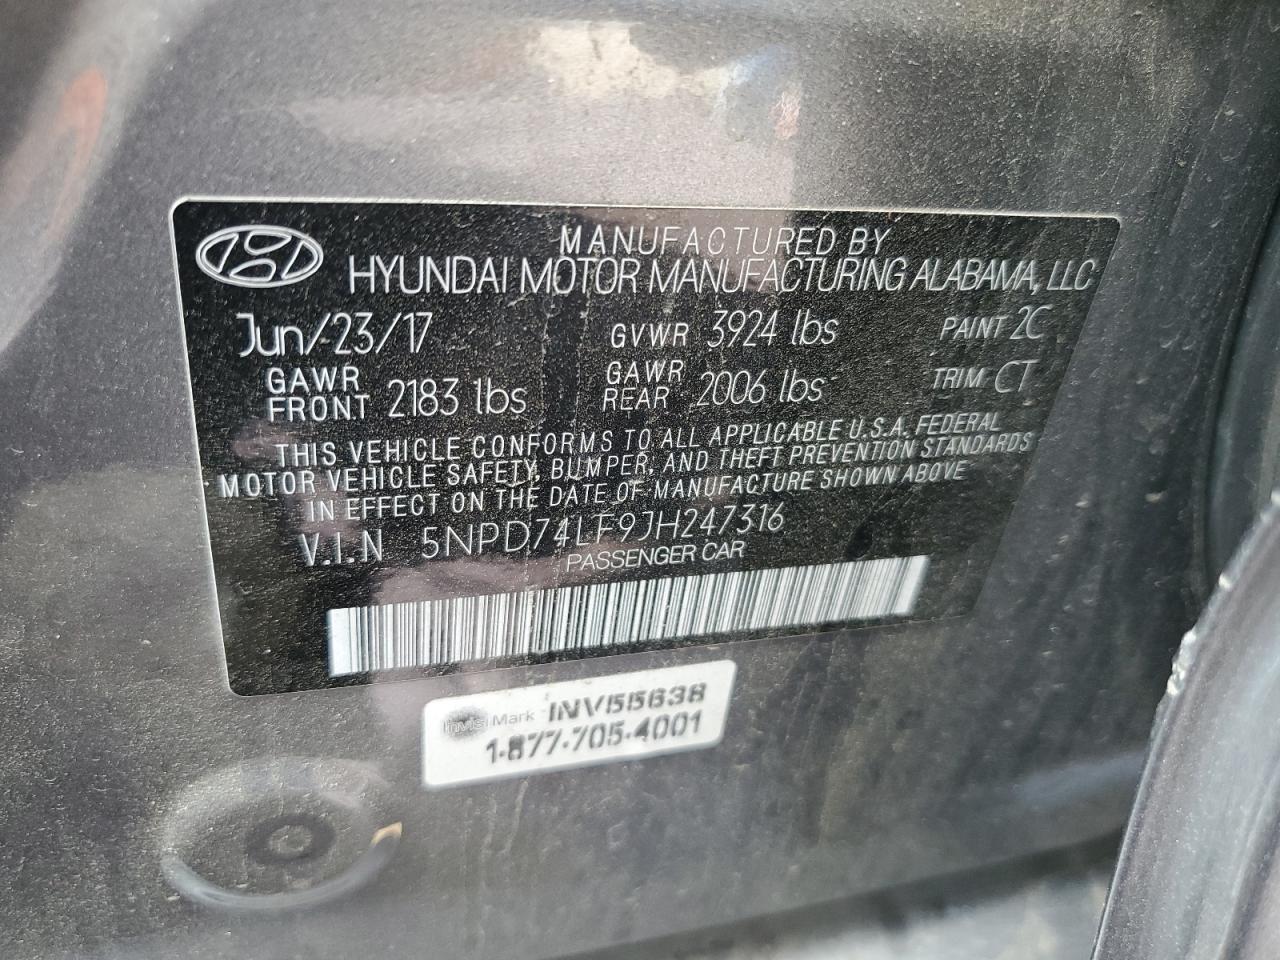 MANUFACTURED BY
HYUNDAI MOTOR MANUFACTURING ALABAMA, LLC
Jun/23/17 GVWR 3924 lbs PAINT 2C
GAWR FRONT 2183 lbs GAWR REAR 2006 lbs TRIM CT
THIS VEHICLE CONFORMS TO ALL APPLICABLE U.S.A. FEDERAL
MOTOR VEHICLE SAFETY, BUMPER, AND THEFT PREVENTION STANDARDS
IN EFFECT ON THE DATE OF MANUFACTURE SHOWN ABOVE
V.I.N 5NPD74LF9JH247316
PASSENGER CAR
InvisiMark INV55638
1-877-705-4001